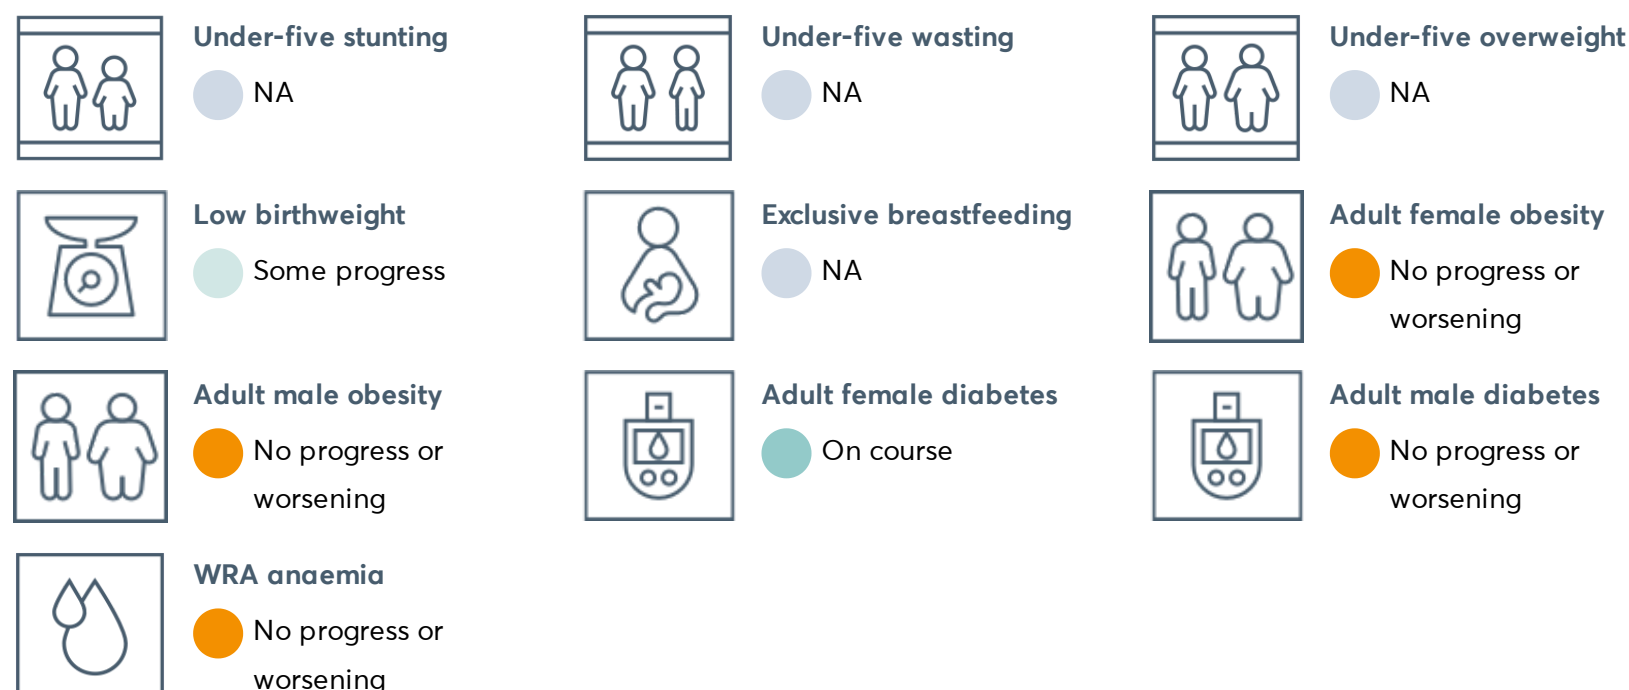 Under-five stunting
NA
Under-five wasting
NA
Under-five overweight
NA
Low birthweight
Some progress
Exclusive breastfeeding
NA
Adult female obesity
No progress or
worsening
Adult male obesity
No progress or
worsening
Adult female diabetes
On course
Adult male diabetes
No progress or
worsening
WRA anaemia
No progress or
worsening